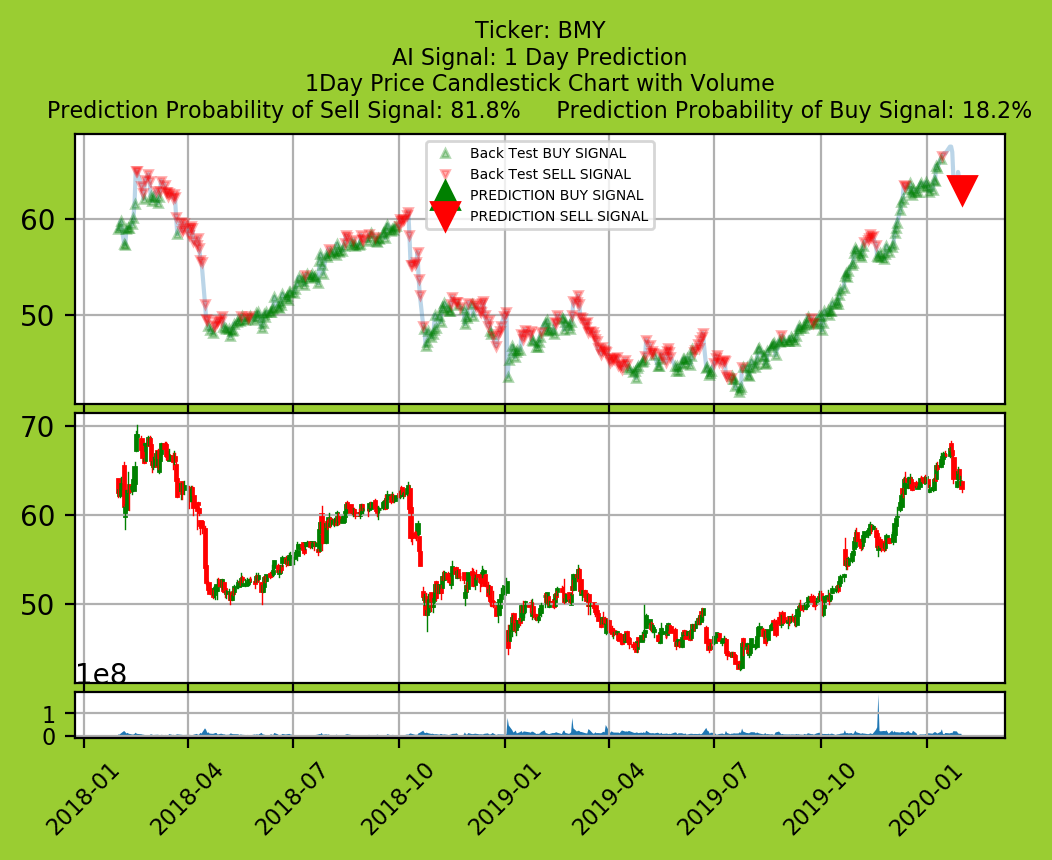 Ticker: BMY
AI Signal: 1 Day Prediction
1Day Price Candlestick Chart with Volume
Prediction Probability of Sell Signal: 81.8% Prediction Probability of Buy Signal: 18.2%
Back Test BUY SIGNAL
Back Test SELL SIGNAL
PREDICTION BUY SIGNAL
PREDICTION SELL SIGNAL
60
50
70
60
50
1e8
1
0
2018-01 2018-04 2018-07 2018-10 2019-01 2019-04 2019-07 2019-10 2020-01